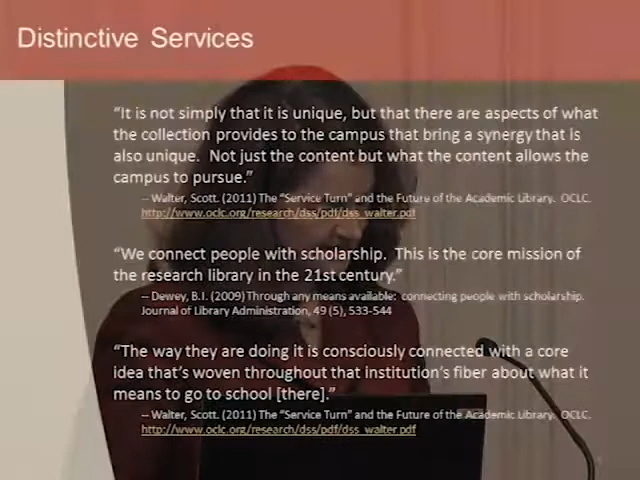 Distinctive Services
“It is not simply that it is unique, but that there are aspects of what
the collection provides to the campus that bring a synergy that is
also unique.  Not just the content but what the content allows the
campus to pursue.”
-- Walter, Scott. (2011) The “Service Turn” and the Future of the Academic Library.  OCLC.
http://www.oclc.org/research/dss/pdf/dss_walter.pdf
“We connect people with scholarship.  This is the core mission of
the research library in the 21st century.”
-- Dewey, B.I. (2009) Through any means available:  connecting people with scholarship.
Journal of Library Administration, 49 (5), 533-544
“The way they are doing it is consciously connected with a core
idea that’s woven throughout that institution’s fiber about what it
means to go to school [there].”
-- Walter, Scott. (2011) The “Service Turn” and the Future of the Academic Library.  OCLC.
http://www.oclc.org/research/dss/pdf/dss_walter.pdf